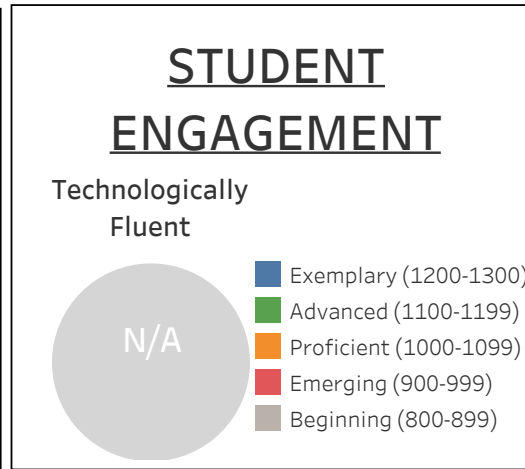 STUDENT
ENGAGEMENT
Technologically
Fluent
N/A
Exemplary (1200-1300)
Advanced (1100-1199)
Proficient (1000-1099)
Emerging (900-999)
Beginning (800-899)